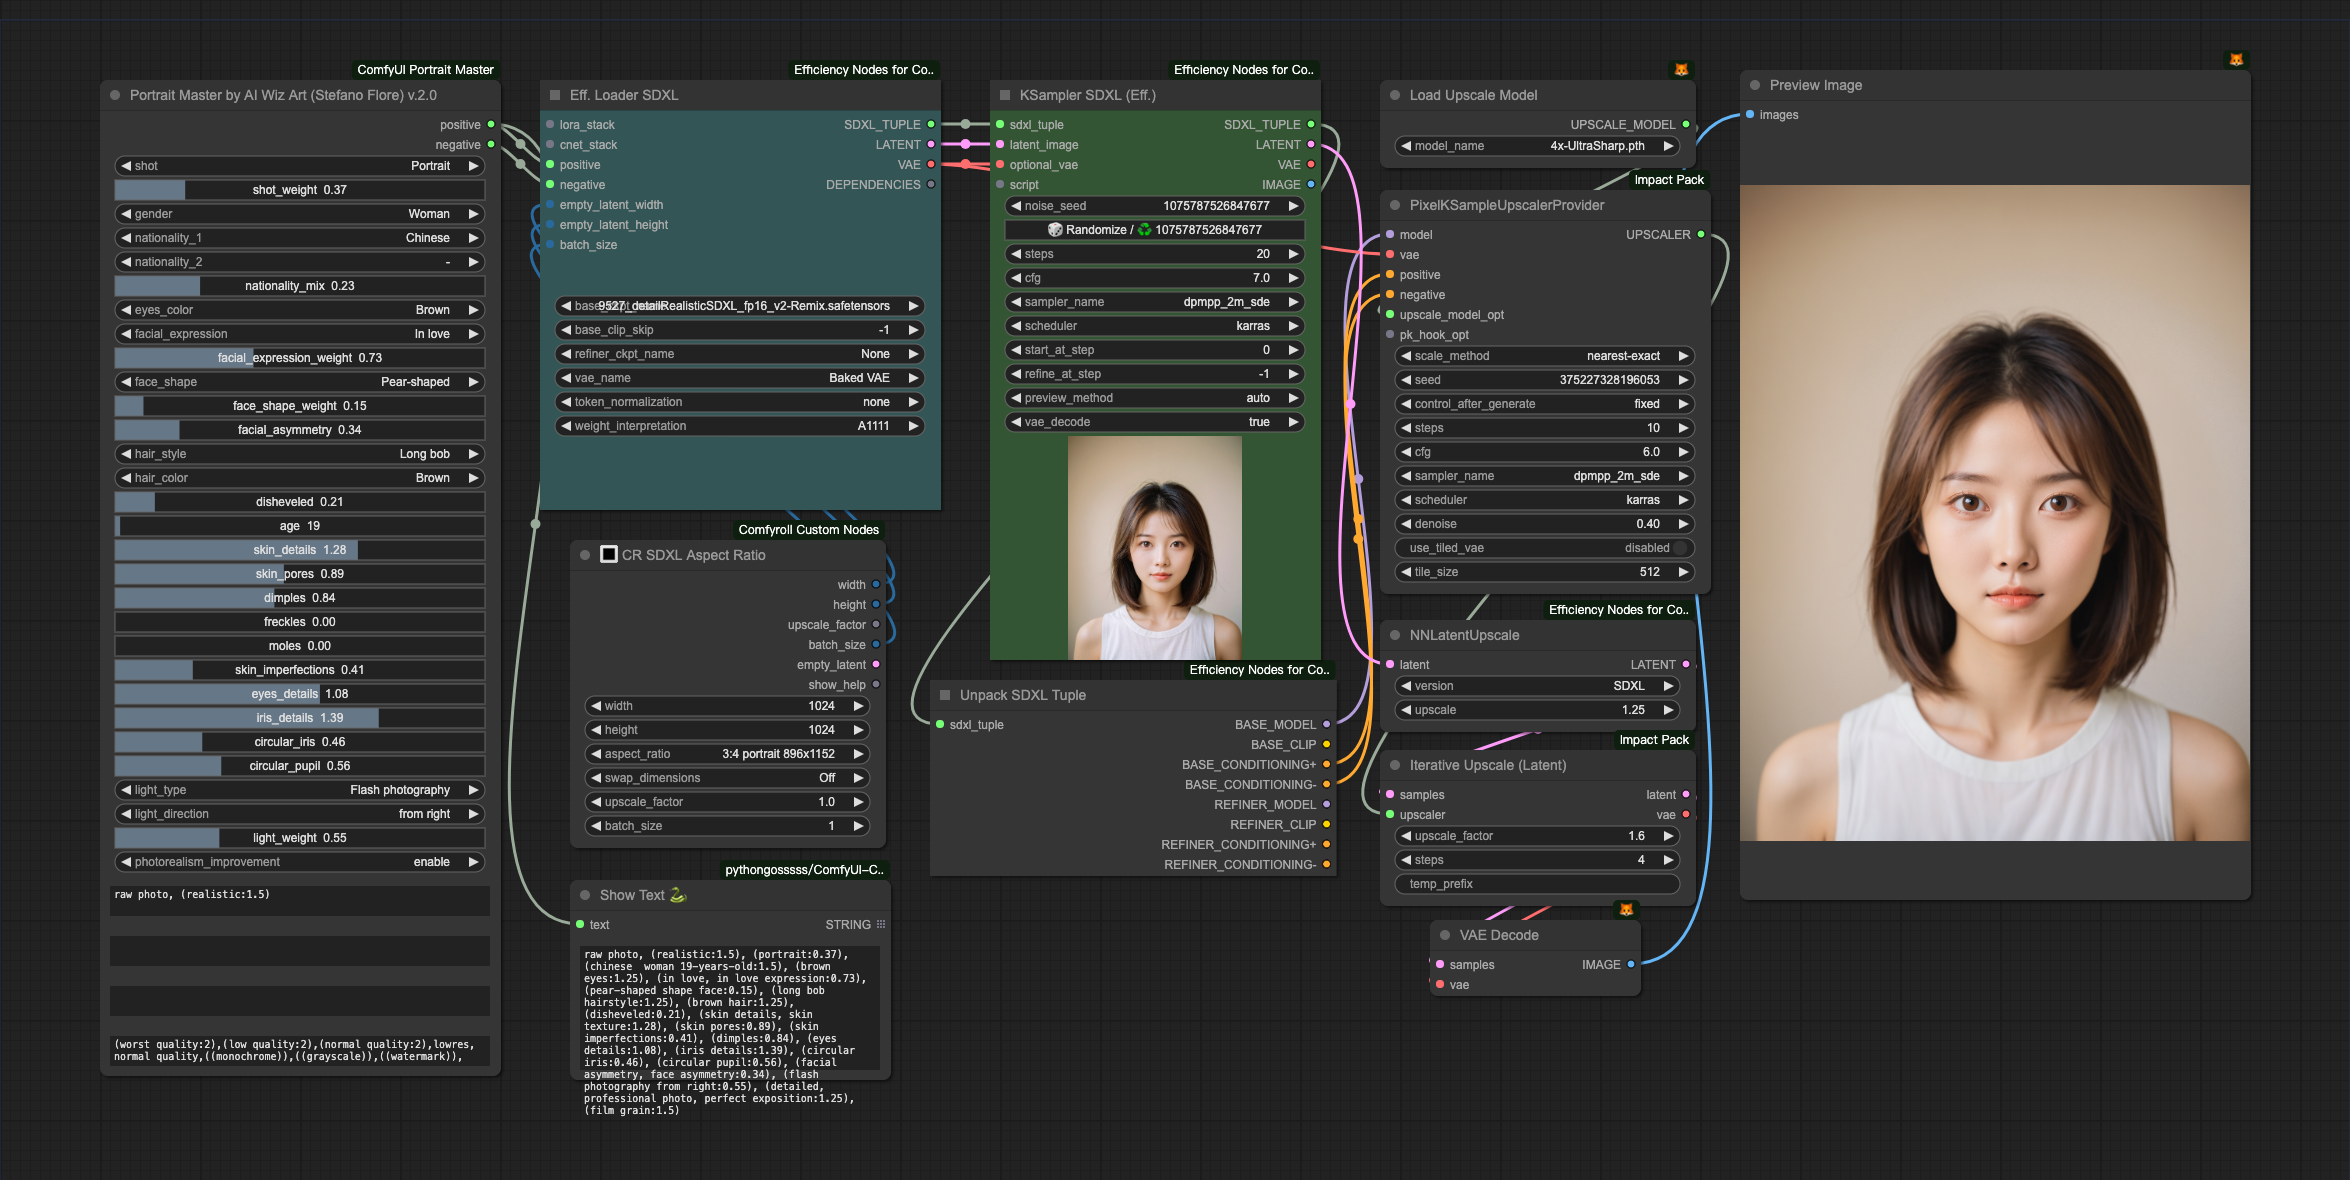 ComfyUI Portrait Master
Portrait Master by AI Wiz Art (Stefano Flore) v.2.0
positive
negative
shot Portrait
shot_weight 0.37
gender Woman
nationality_1 Chinese
nationality_2 -
nationality_mix 0.23
eyes_color Brown
facial_expression In love
facial_expression_weight 0.73
face_shape Pear-shaped
face_shape_weight 0.15
facial_asymmetry 0.34
hair_style Long bob
hair_color Brown
disheveled 0.21
age 19
skin_details 1.28
skin_pores 0.89
dimples 0.84
freckles 0.00
moles 0.00
skin_imperfections 0.41
eyes_details 1.08
iris_details 1.39
circular_iris 0.46
circular_pupil 0.56
light_type Flash photography
light_direction from right
light_weight 0.55
photorealism_improvement enable
raw photo, (realistic:1.5)
(worst quality:2),(low quality:2),(normal quality:2),lowres,
normal quality,((monochrome)),((grayscale)),((watermark)),
Efficiency Nodes for Co..
Eff. Loader SDXL
lora_stack SDXL_TUPLE
cnet_stack LATENT
positive VAE
negative DEPENDENCIES
empty_latent_width
empty_latent_height
batch_size
9527_detailRealisticSDXL_fp16_v2-Remix.safetensors
base_clip_skip -1
refiner_ckpt_name None
vae_name Baked VAE
token_normalization none
weight_interpretation A1111
Comfyroll Custom Nodes
CR SDXL Aspect Ratio
width
height
upscale_factor
batch_size
empty_latent
show_help
width 1024
height 1024
aspect_ratio 3:4 portrait 896x1152
swap_dimensions Off
upscale_factor 1.0
batch_size 1
pythongosssss/ComfyUI-C..
Show Text 🐍
text STRING
raw photo, (realistic:1.5), (portrait:0.37),
(chinese  woman 19-years-old:1.5), (brown
eyes:1.25), (in love, in love expression:0.73),
(pear-shaped shape face:0.15), (long bob
hairstyle:1.25), (brown hair:1.25),
(disheveled:0.21), (skin details, skin
texture:1.28), (skin pores:0.89), (skin
imperfections:0.41), (dimples:0.84), (eyes
details:1.08), (iris details:1.39), (circular
iris:0.46), (circular pupil:0.56), (facial
asymmetry, face asymmetry:0.34), (flash
photography from right:0.55), (detailed,
professional photo, perfect exposition:1.25),
(film grain:1.5)
Efficiency Nodes for Co..
KSampler SDXL (Eff.)
sdxl_tuple SDXL_TUPLE
latent_image LATENT
optional_vae VAE
script IMAGE
noise_seed 1075787526847677
🎲 Randomize / ♻️ 1075787526847677
steps 20
cfg 7.0
sampler_name dpmpp_2m_sde
scheduler karras
start_at_step 0
refine_at_step -1
preview_method auto
vae_decode true
Efficiency Nodes for Co..
Unpack SDXL Tuple
sdxl_tuple BASE_MODEL
BASE_CLIP
BASE_CONDITIONING+
BASE_CONDITIONING-
REFINER_MODEL
REFINER_CLIP
REFINER_CONDITIONING+
REFINER_CONDITIONING-
🦊
Load Upscale Model
UPSCALE_MODEL
model_name 4x-UltraSharp.pth
Impact Pack
PixelKSampleUpscalerProvider
model UPSCALER
vae
positive
negative
upscale_model_opt
pk_hook_opt
scale_method nearest-exact
seed 375227328196053
control_after_generate fixed
steps 10
cfg 6.0
sampler_name dpmpp_2m_sde
scheduler karras
denoise 0.40
use_tiled_vae disabled
tile_size 512
Efficiency Nodes for Co..
NNLatentUpscale
latent LATENT
version SDXL
upscale 1.25
Impact Pack
Iterative Upscale (Latent)
samples latent
upscaler vae
upscale_factor 1.6
steps 4
temp_prefix
🦊
VAE Decode
samples IMAGE
vae
🦊
Preview Image
images